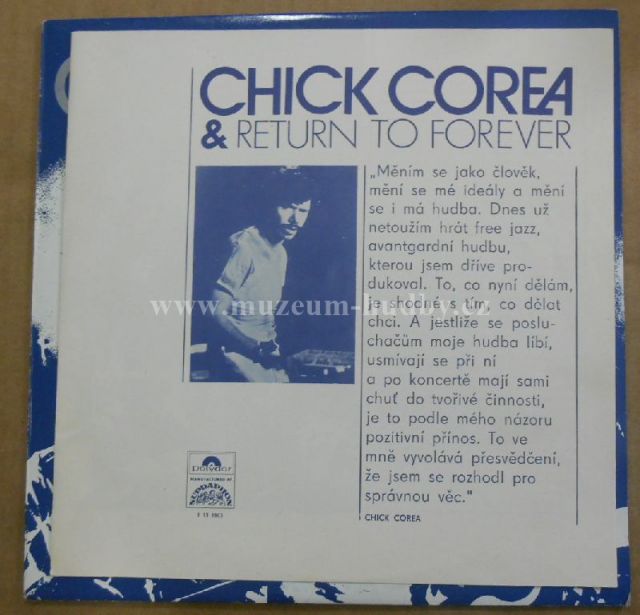 CHICK COREA
& RETURN TO FOREVER
„Měním se jako člověk,
mění se mé ideály a mění
se i má hudba. Dnes už
netoužím hrát free jazz,
avantgardní hudbu,
kterou jsem dříve pro-
dukoval. To, co nyní dělám,
je shodné s tím, co dělat
chci. A jestliže se poslu-
chačům moje hudba líbí,
usmívají se při ní
a po koncertě mají sami
chuť do tvořivé činnosti,
je to podle mého názoru
pozitivní přínos. To ve
mně vyvolává přesvědčení,
že jsem se rozhodl pro
správnou věc."
CHICK COREA
polydor
MANUFACTURED BY
SUPRAPHON
www.muzeum-hudby.cz